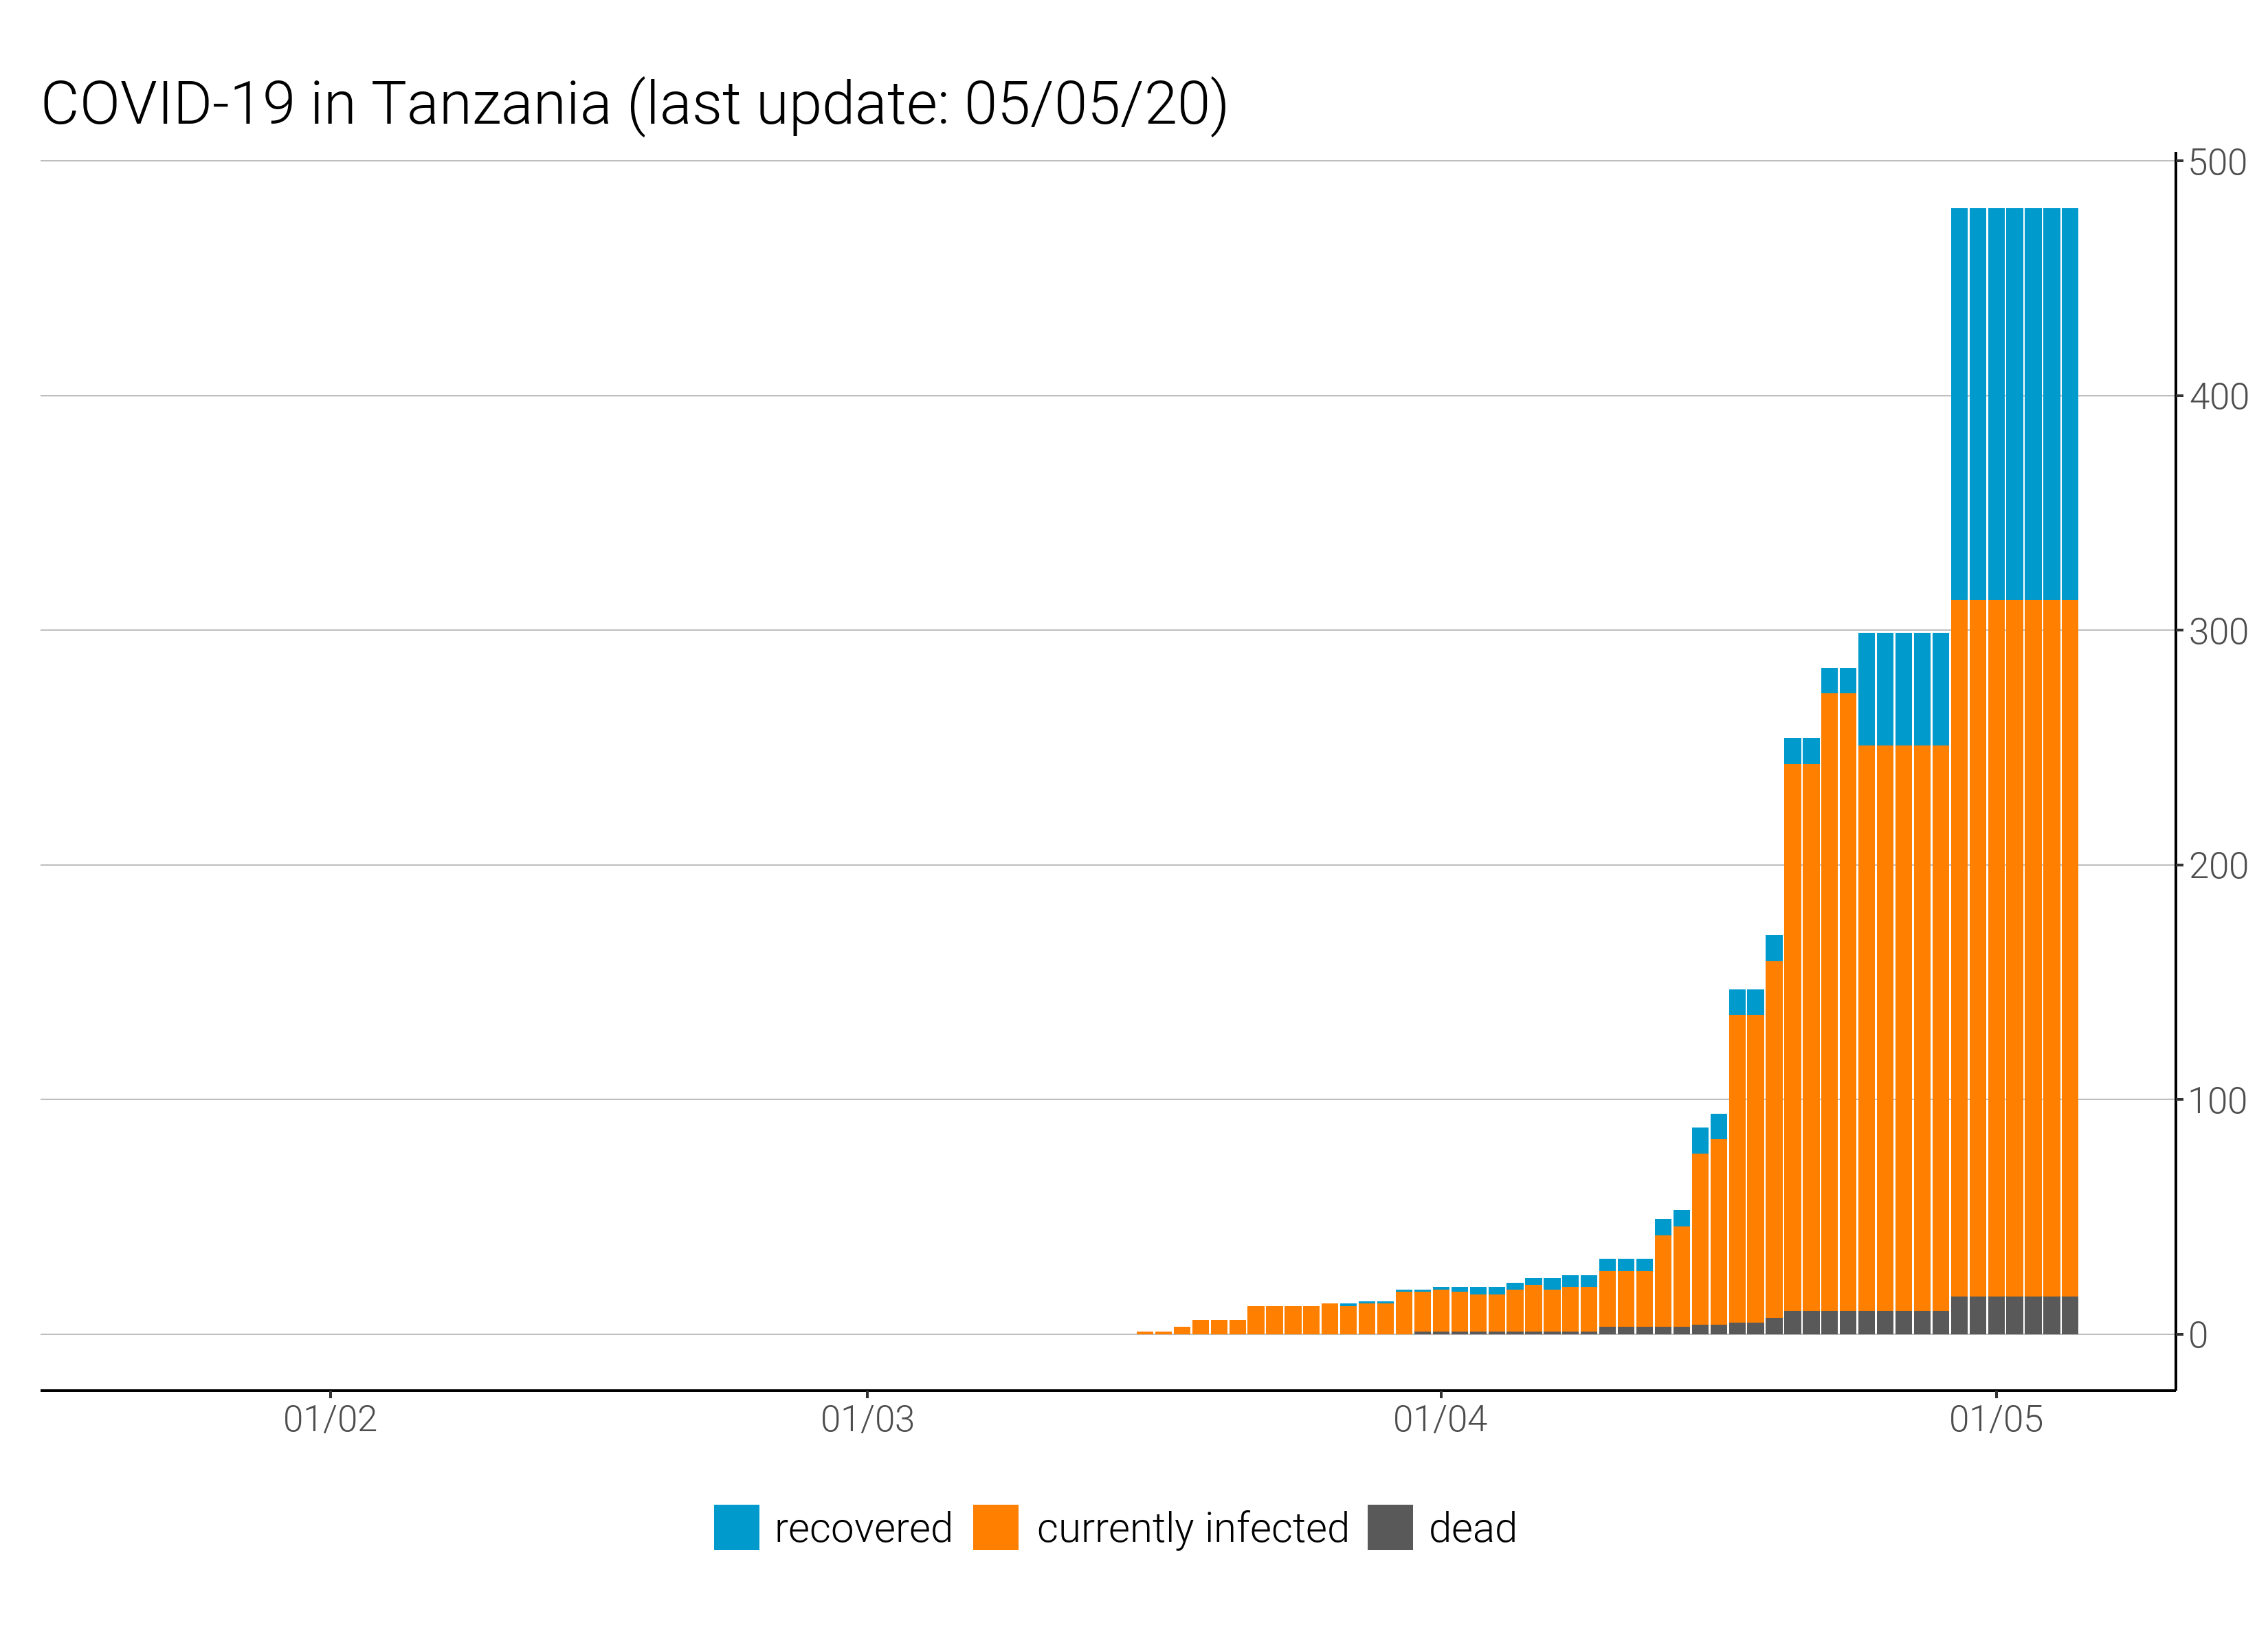 COVID-19 in Tanzania (last update: 05/05/20)
500
400
300
200
100
0
01/02 01/03 01/04 01/05
recovered currently infected dead